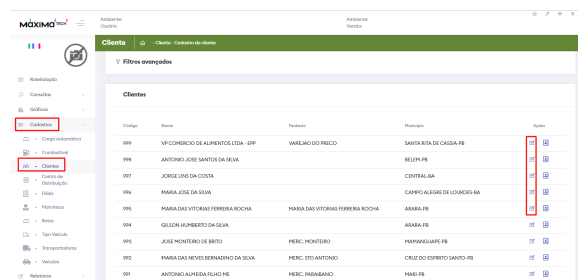 MÁXIMA TECH
Ambiente:
Usuário:
Ambiente:
Versão:
Cliente
Cliente - Cadastro de cliente
Filtros avançados
Roteirização
Consultas
Gráficos
Cadastros
Carga automática
Combustível
Clientes
Centro de
Distribuição
Filiais
Motoristas
Rotas
Tipo Veículo
Transportadoras
Veículos
Relatórios
Clientes
Código Nome Fantasia Município Ações
999 VP COMERCIO DE ALIMENTOS LTDA - EPP VAREJAO DO PRECO SANTA RITA DE CASSIA-PB
998 ANTONIO JOSE SANTOS DA SILVA BELEM-PB
997 JORGE LINS DA COSTA CENTRAL-BA
996 MARIA JOSE DA SILVA CAMPO ALEGRE DE LOURDES-BA
995 MARIA DAS VITORIAS FERREIRA ROCHA MARIA DAS VITORIAS FERREIRA ROCHA ARARA-PB
994 GILSON HUMBERTO DA SILVA ARARA-PB
993 JOSE MONTEIRO DE BRITO MERC. MONTEIRO MAMANGUAPE-PB
992 MARIA DAS NEVES BERNADINO DA SILVA MERC. STO ANTONIO CRUZ DO ESPIRITO SANTO-PB
991 ANTONIO ALMEIDA FILHO ME MERC. PARAIBANO MARI-PB